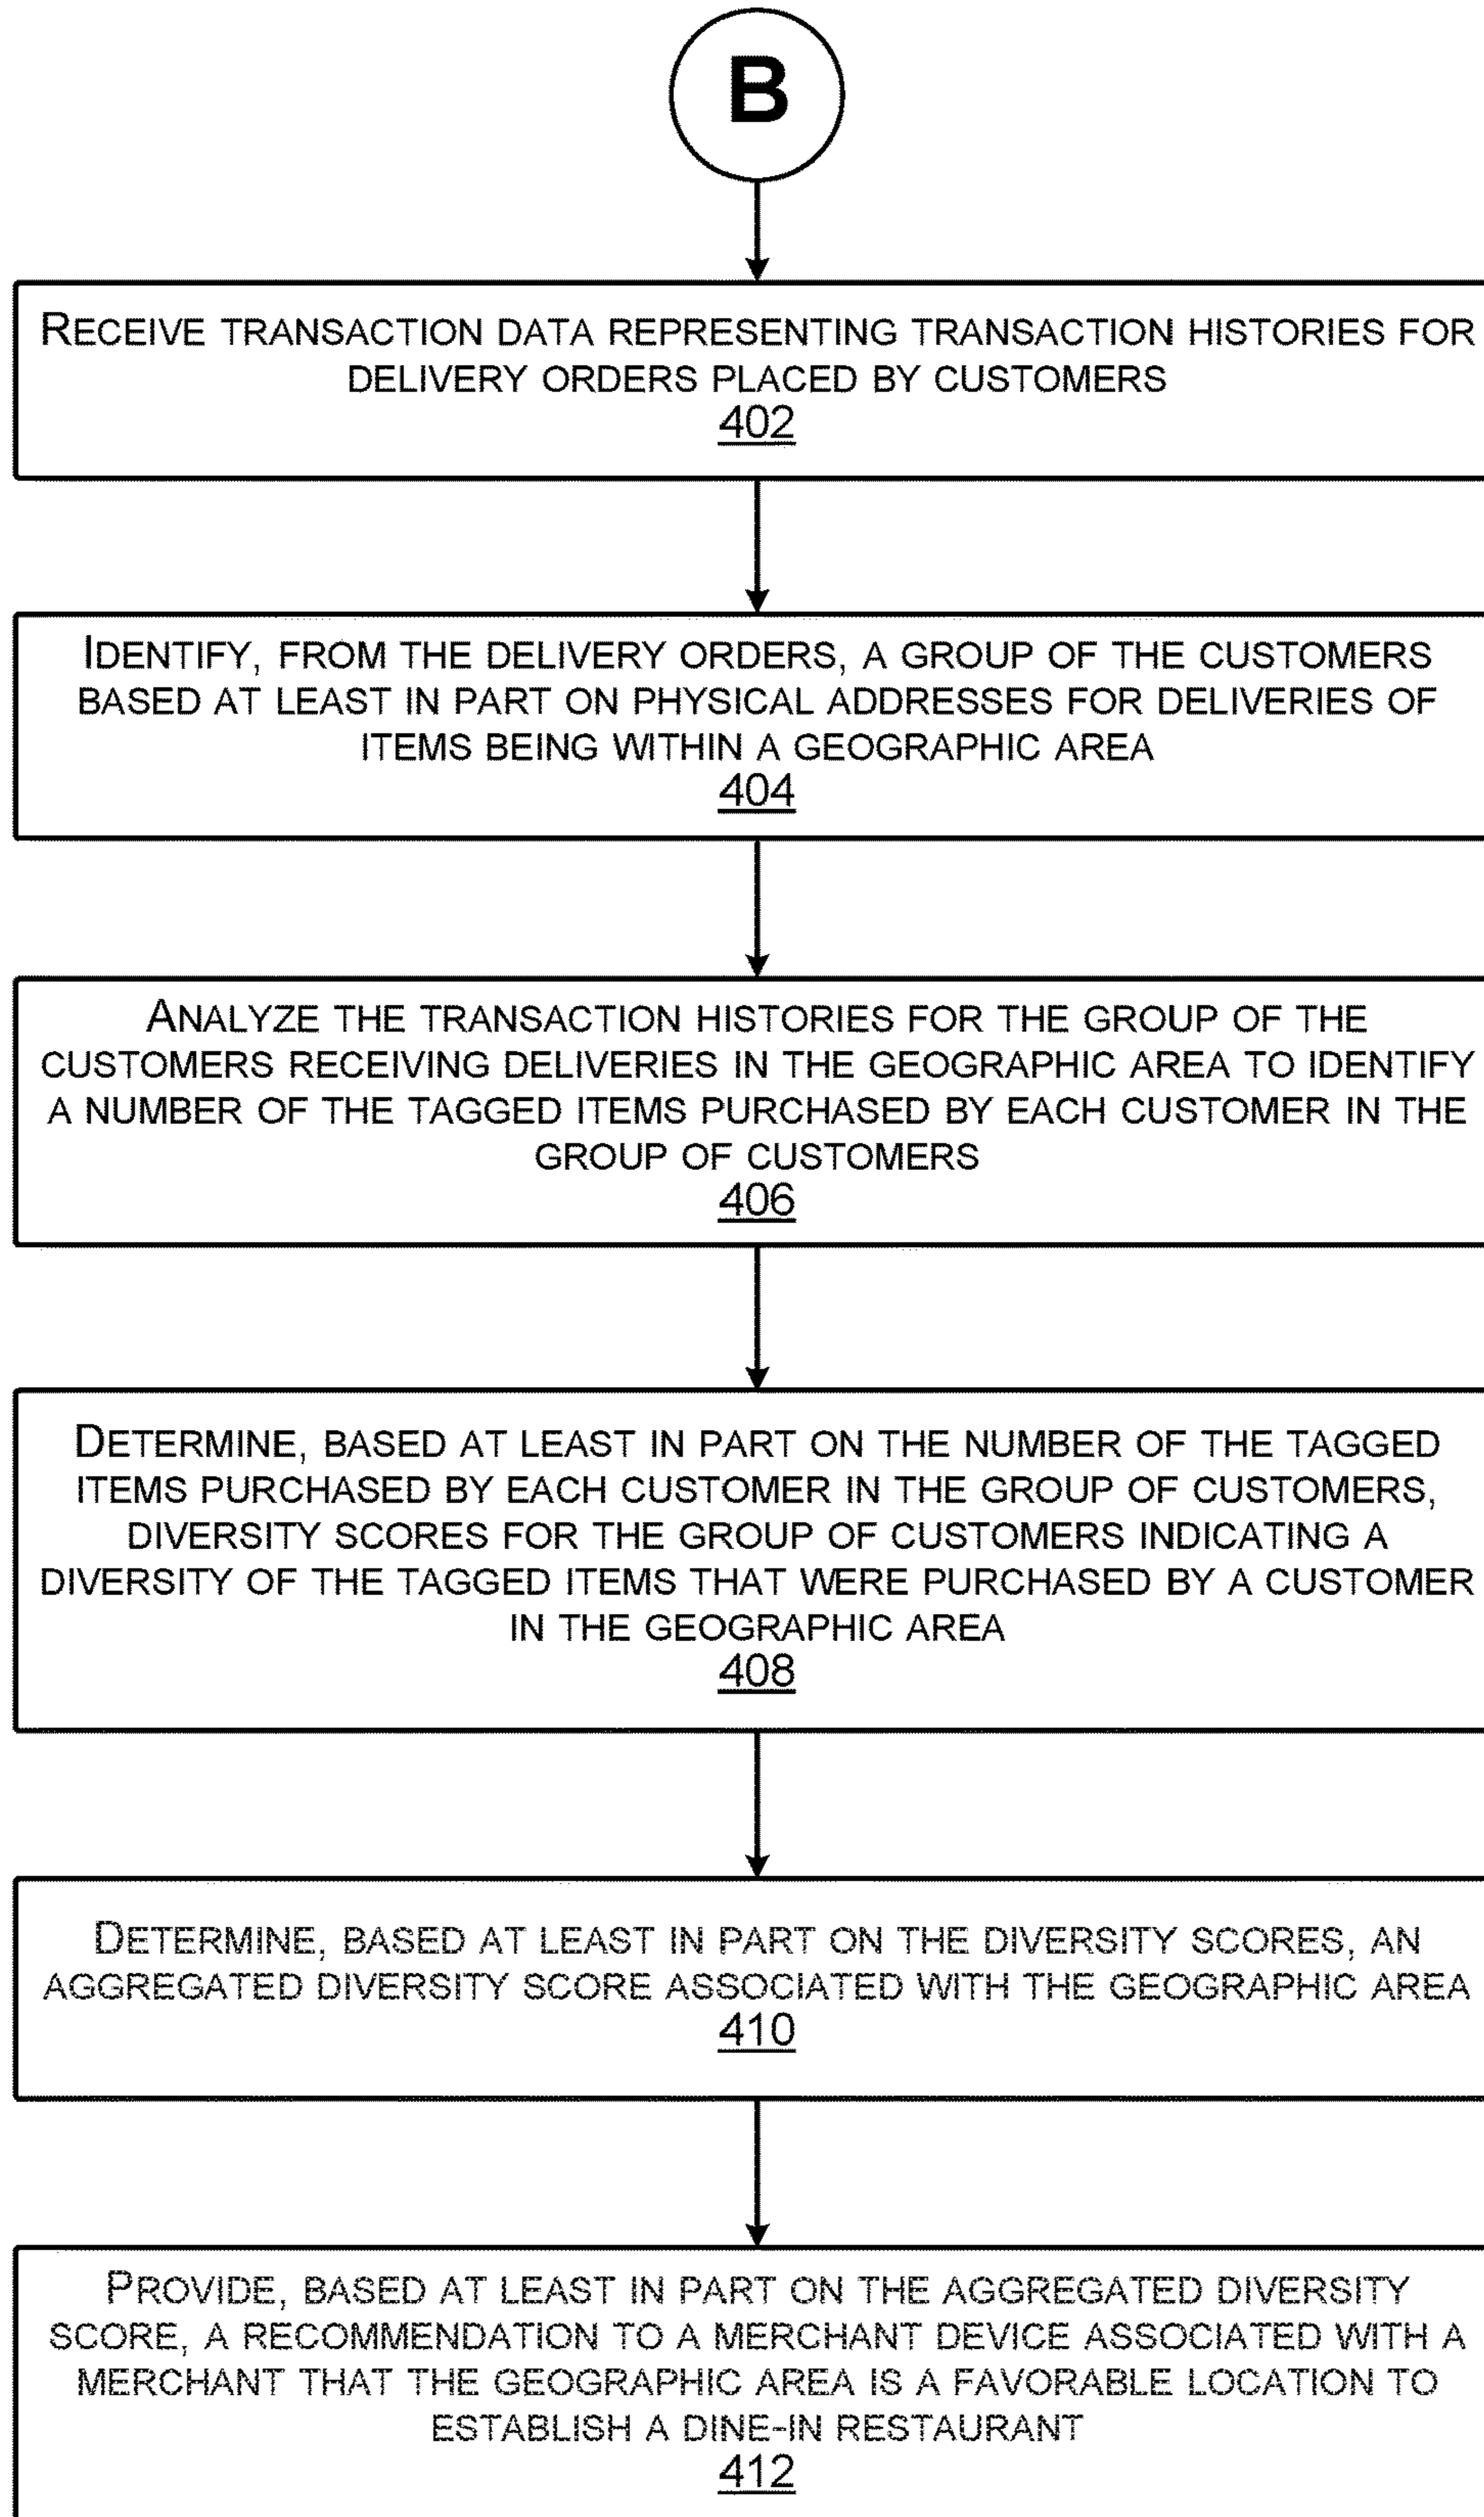 B
RECEIVE TRANSACTION DATA REPRESENTING TRANSACTION HISTORIES FOR
DELIVERY ORDERS PLACED BY CUSTOMERS
402
IDENTIFY, FROM THE DELIVERY ORDERS, A GROUP OF THE CUSTOMERS
BASED AT LEAST IN PART ON PHYSICAL ADDRESSES FOR DELIVERIES OF
ITEMS BEING WITHIN A GEOGRAPHIC AREA
404
ANALYZE THE TRANSACTION HISTORIES FOR THE GROUP OF THE
CUSTOMERS RECEIVING DELIVERIES IN THE GEOGRAPHIC AREA TO IDENTIFY
A NUMBER OF THE TAGGED ITEMS PURCHASED BY EACH CUSTOMER IN THE
GROUP OF CUSTOMERS
406
DETERMINE, BASED AT LEAST IN PART ON THE NUMBER OF THE TAGGED
ITEMS PURCHASED BY EACH CUSTOMER IN THE GROUP OF CUSTOMERS,
DIVERSITY SCORES FOR THE GROUP OF CUSTOMERS INDICATING A
DIVERSITY OF THE TAGGED ITEMS THAT WERE PURCHASED BY A CUSTOMER
IN THE GEOGRAPHIC AREA
408
DETERMINE, BASED AT LEAST IN PART ON THE DIVERSITY SCORES, AN
AGGREGATED DIVERSITY SCORE ASSOCIATED WITH THE GEOGRAPHIC AREA
410
PROVIDE, BASED AT LEAST IN PART ON THE AGGREGATED DIVERSITY
SCORE, A RECOMMENDATION TO A MERCHANT DEVICE ASSOCIATED WITH A
MERCHANT THAT THE GEOGRAPHIC AREA IS A FAVORABLE LOCATION TO
ESTABLISH A DINE-IN RESTAURANT
412